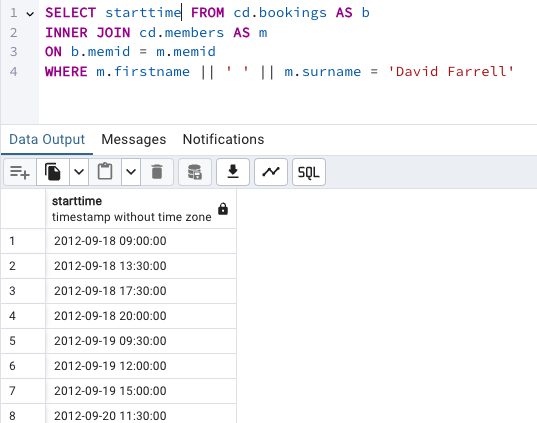 1 SELECT starttime FROM cd.bookings AS b
2 INNER JOIN cd.members AS m
3 ON b.memid = m.memid
4 WHERE m.firstname || ' ' || m.surname = 'David Farrell'
Data Output Messages Notifications
SQL
starttime
timestamp without time zone
1 2012-09-18 09:00:00
2 2012-09-18 13:30:00
3 2012-09-18 17:30:00
4 2012-09-18 20:00:00
5 2012-09-19 09:30:00
6 2012-09-19 12:00:00
7 2012-09-19 15:00:00
8 2012-09-20 11:30:00